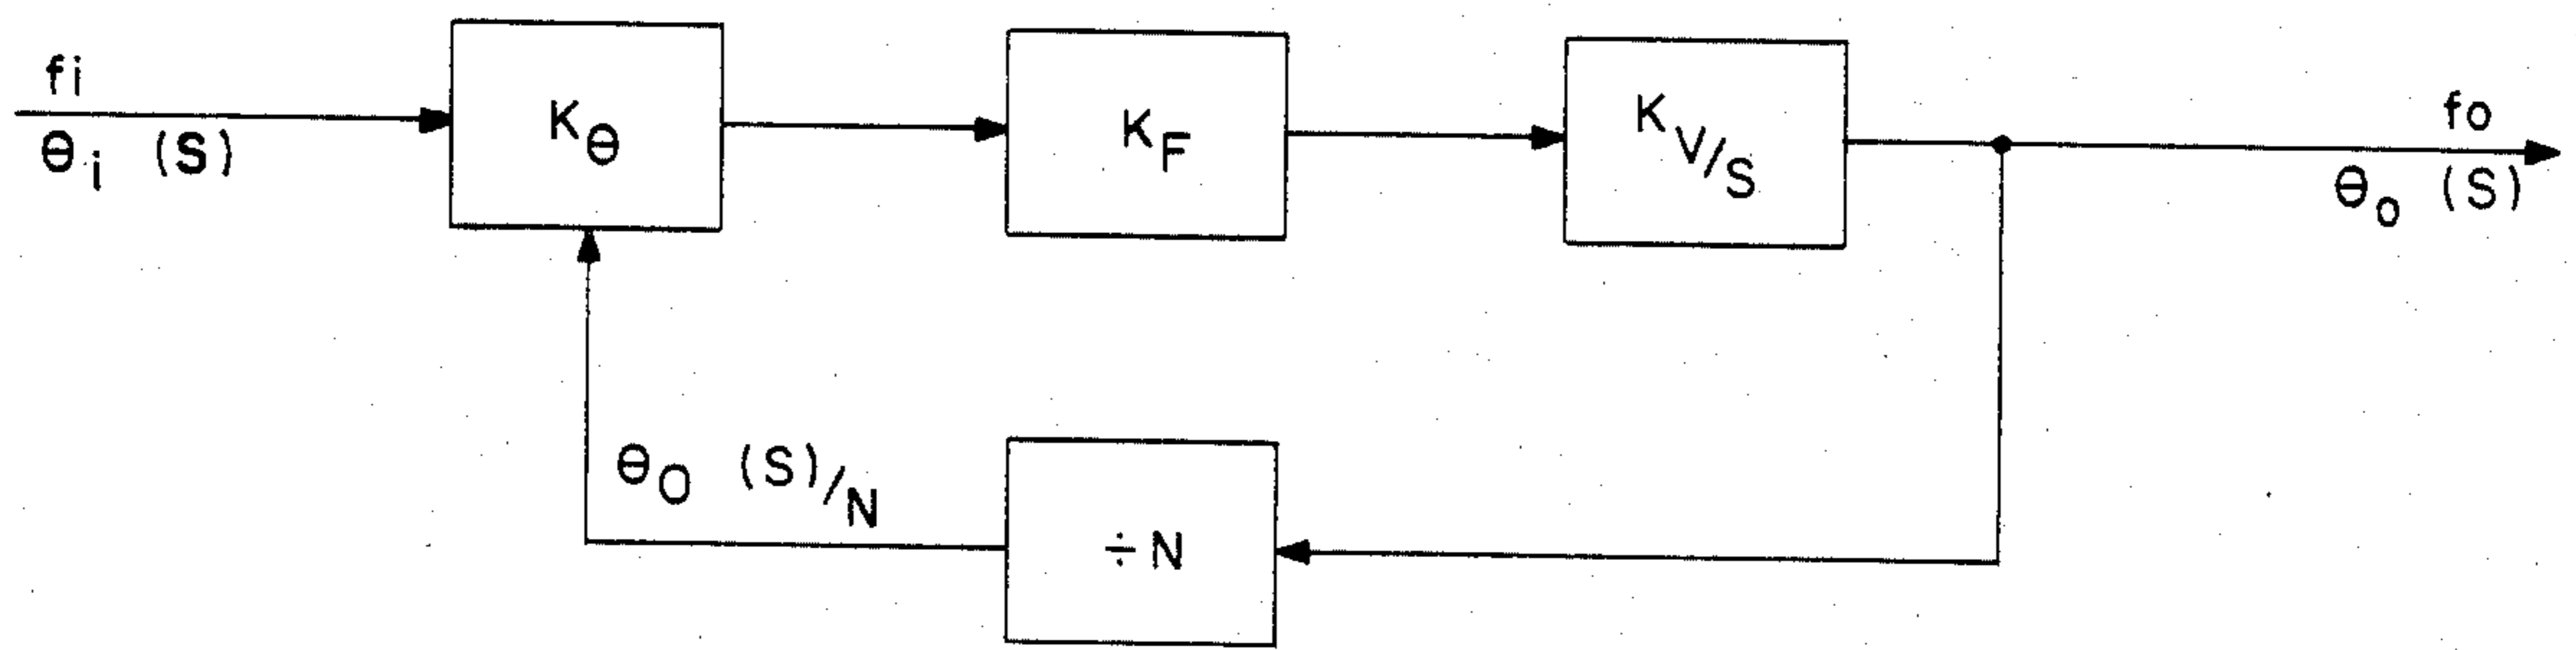 fi
θi (S)
Kθ
KF
KV/S
fo
θo (S)
θO (S)/N
÷N